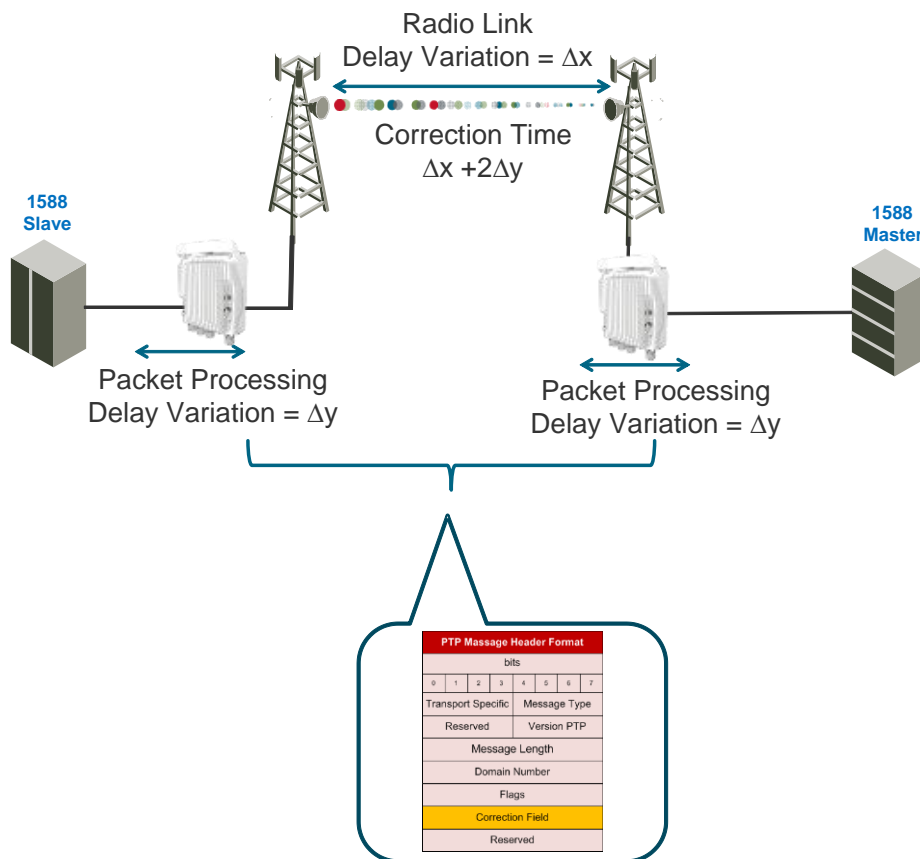 Radio Link
Delay Variation = Δx
Correction Time
Δx +2Δy
1588
Slave
1588
Master
Packet Processing
Delay Variation = Δy
Packet Processing
Delay Variation = Δy
PTP Massage Header Format
bits
0 1 2 3 4 5 6 7
Transport Specific Message Type
Reserved Version PTP
Message Length
Domain Number
Flags
Correction Field
Reserved